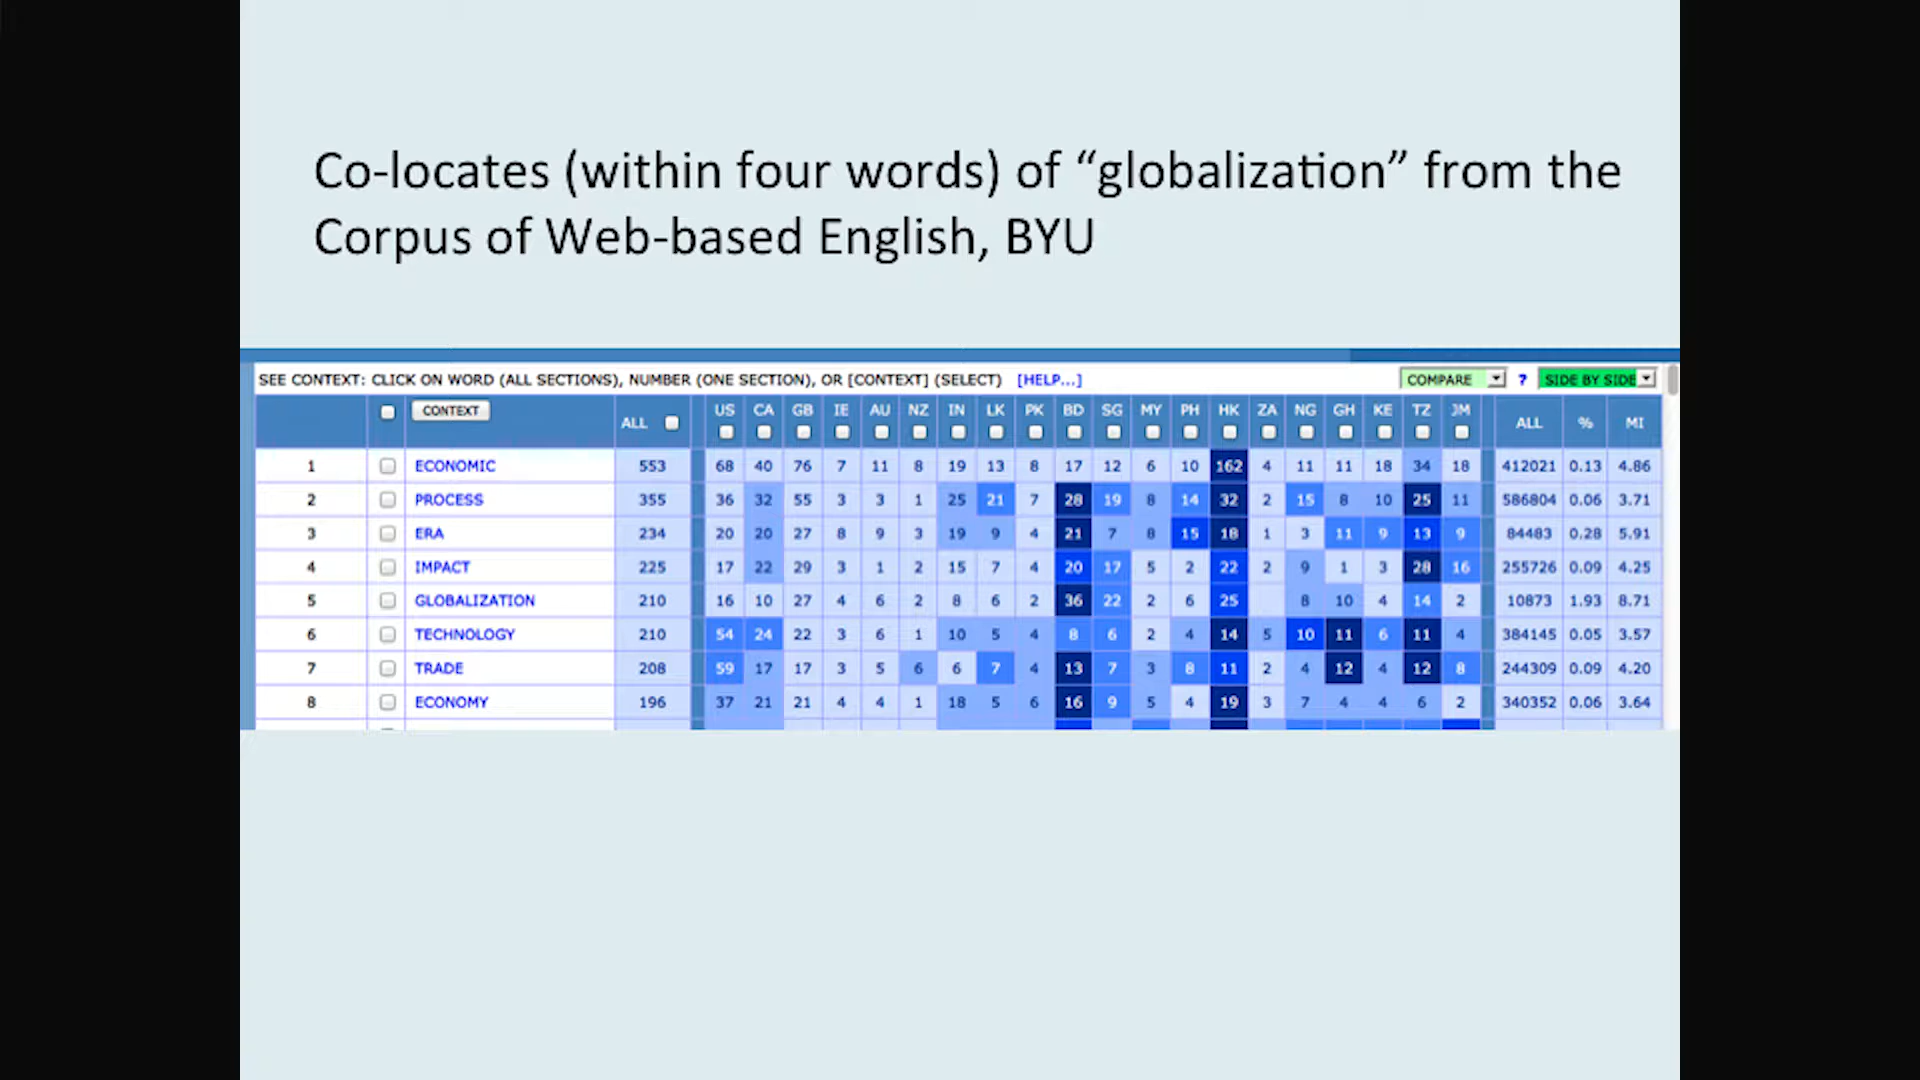 Co-locates (within four words) of “globalization” from the
Corpus of Web-based English, BYU
SEE CONTEXT: CLICK ON WORD (ALL SECTIONS), NUMBER (ONE SECTION), OR [CONTEXT] (SELECT) [HELP...] COMPARE ? SIDE BY SIDE
CONTEXT ALL US CA GB IE AU NZ IN LK PK BD SG MY PH HK ZA NG GH KE TZ JM ALL % MI
1 ECONOMIC 553 68 40 76 7 11 8 19 13 8 17 12 6 10 162 4 11 11 18 34 18 412021 0.13 4.86
2 PROCESS 355 36 32 55 3 3 1 25 21 7 28 19 8 14 32 2 15 8 10 25 11 586804 0.06 3.71
3 ERA 234 20 20 27 8 9 3 19 9 4 21 7 8 15 18 1 3 11 9 13 9 84483 0.28 5.91
4 IMPACT 225 17 22 29 3 1 2 15 7 4 20 17 5 2 22 2 9 1 3 28 16 255726 0.09 4.25
5 GLOBALIZATION 210 16 10 27 4 6 2 8 6 2 36 22 2 6 25 8 10 4 14 2 10873 1.93 8.71
6 TECHNOLOGY 210 54 24 22 3 6 1 10 5 4 8 6 2 4 14 5 10 11 6 11 4 384145 0.05 3.57
7 TRADE 208 59 17 17 3 5 6 6 7 4 13 7 3 8 11 2 4 12 4 12 8 244309 0.09 4.20
8 ECONOMY 196 37 21 21 4 4 1 18 5 6 16 9 5 4 19 3 7 4 4 6 2 340352 0.06 3.64